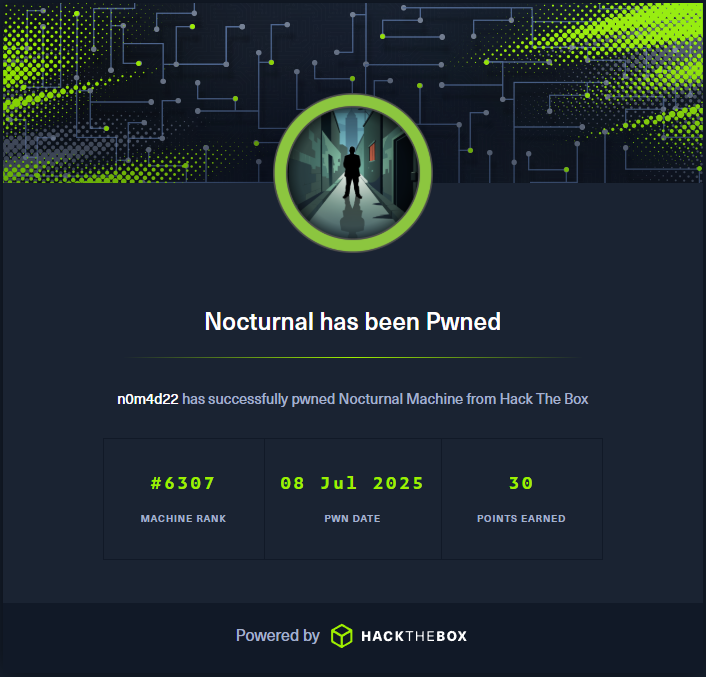 Nocturnal has been Pwned
n0m4d22 has successfully pwned Nocturnal Machine from Hack The Box
#6307 08 Jul 2025 30
MACHINE RANK PWN DATE POINTS EARNED
Powered by HACKTHEBOX